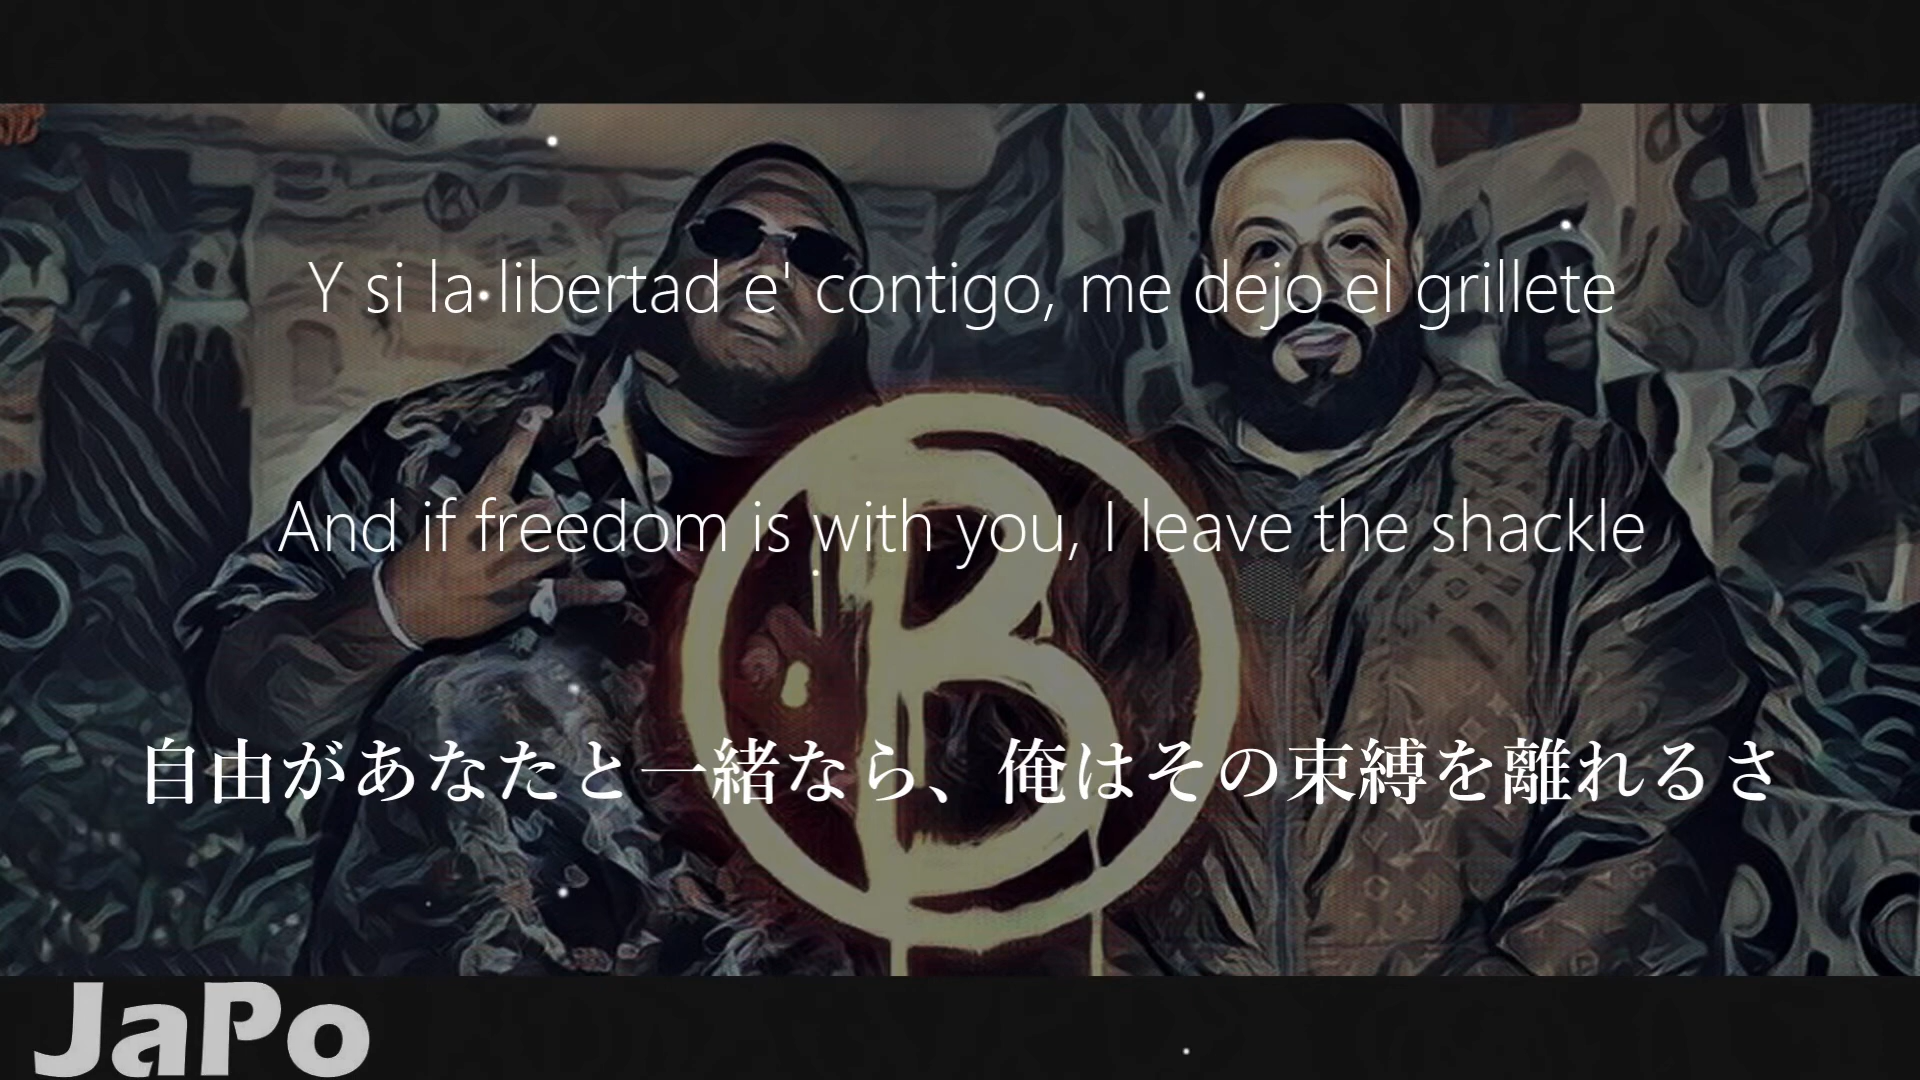 Y si la libertad e' contigo, me dejo el grillete
And if freedom is with you, I leave the shackle
自由があなたと一緒なら、俺はその束縛を離れるさ
B
JaPo